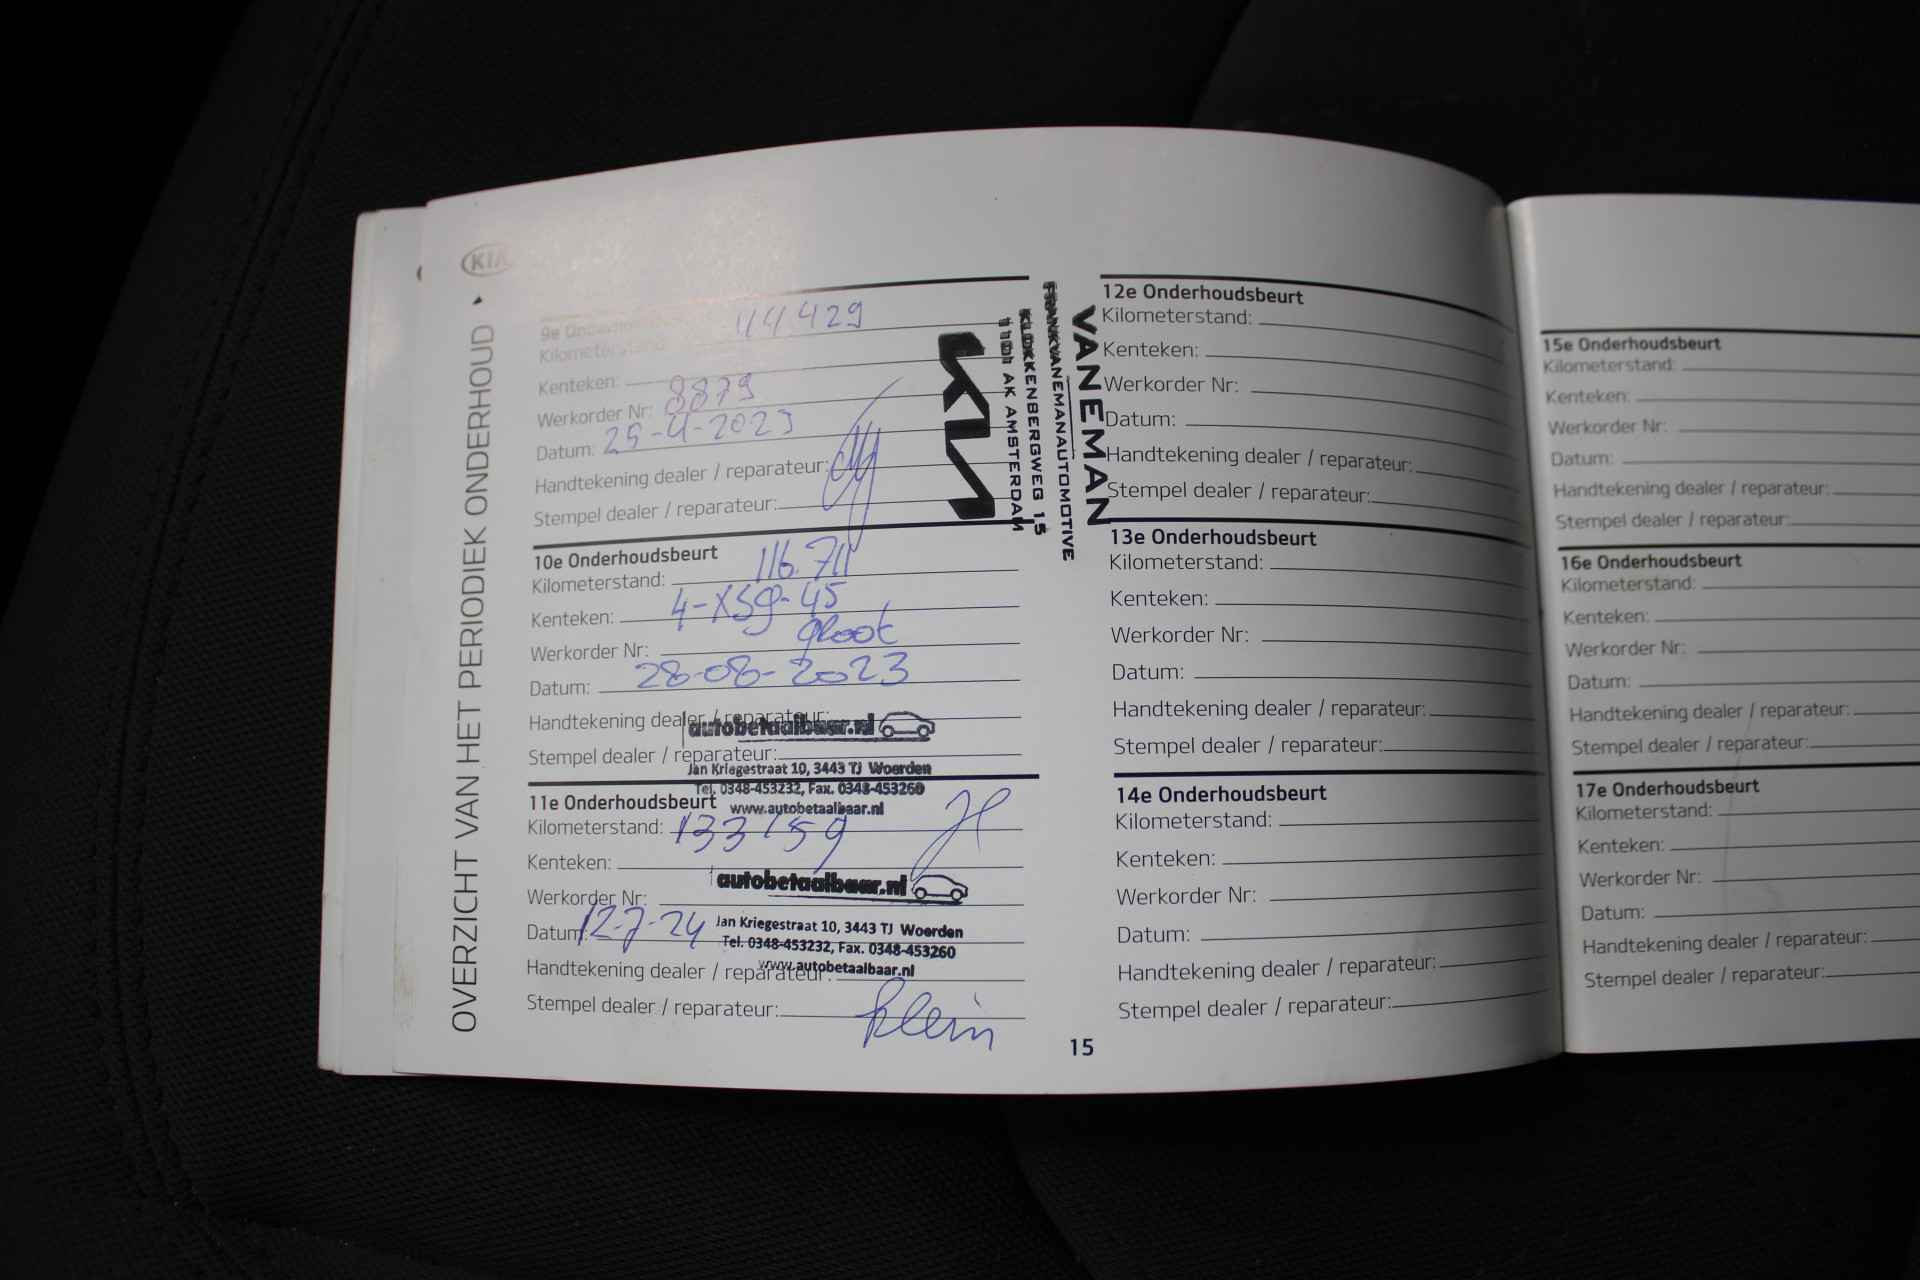 KIA
OVERZICHT VAN HET PERIODIEK ONDERHOUD
Kilometerstand: 114.429
Kenteken:
Werkorder Nr: 8879
Datum: 25-4-2023
Handtekening dealer / reparateur:
Stempel dealer / reparateur:
KIA
VANEMAN
FRANKVANEMANAUTOMOTIVE
KLOKKENBERGWEG 15
1101 AK AMSTERDAM
10e Onderhoudsbeurt
Kilometerstand: 116.711
Kenteken: 4-XSG-45
Werkorder Nr: groot
Datum: 28-08-2023
Handtekening dealer / reparateur:
autobetaalbaar.nl
Stempel dealer / reparateur:
Jan Kriegestraat 10, 3443 TJ Woerden
Tel. 0348-453232, Fax. 0348-453260
www.autobetaalbaar.nl
11e Onderhoudsbeurt
Kilometerstand: 133159
Kenteken:
autobetaalbaar.nl
Werkorder Nr:
Jan Kriegestraat 10, 3443 TJ Woerden
Datum: 12-7-24
Tel. 0348-453232, Fax. 0348-453260
www.autobetaalbaar.nl
Handtekening dealer / reparateur:
Stempel dealer / reparateur: klein
12e Onderhoudsbeurt
Kilometerstand:
Kenteken:
Werkorder Nr:
Datum:
Handtekening dealer / reparateur:
Stempel dealer / reparateur:
13e Onderhoudsbeurt
Kilometerstand:
Kenteken:
Werkorder Nr:
Datum:
Handtekening dealer / reparateur:
Stempel dealer / reparateur:
14e Onderhoudsbeurt
Kilometerstand:
Kenteken:
Werkorder Nr:
Datum:
Handtekening dealer / reparateur:
Stempel dealer / reparateur:
15
15e Onderhoudsbeurt
Kilometerstand:
Kenteken:
Werkorder Nr:
Datum:
Handtekening dealer / reparateur:
Stempel dealer / reparateur:
16e Onderhoudsbeurt
Kilometerstand:
Kenteken:
Werkorder Nr:
Datum:
Handtekening dealer / reparateur:
Stempel dealer / reparateur:
17e Onderhoudsbeurt
Kilometerstand:
Kenteken:
Werkorder Nr:
Datum:
Handtekening dealer / reparateur:
Stempel dealer / reparateur: